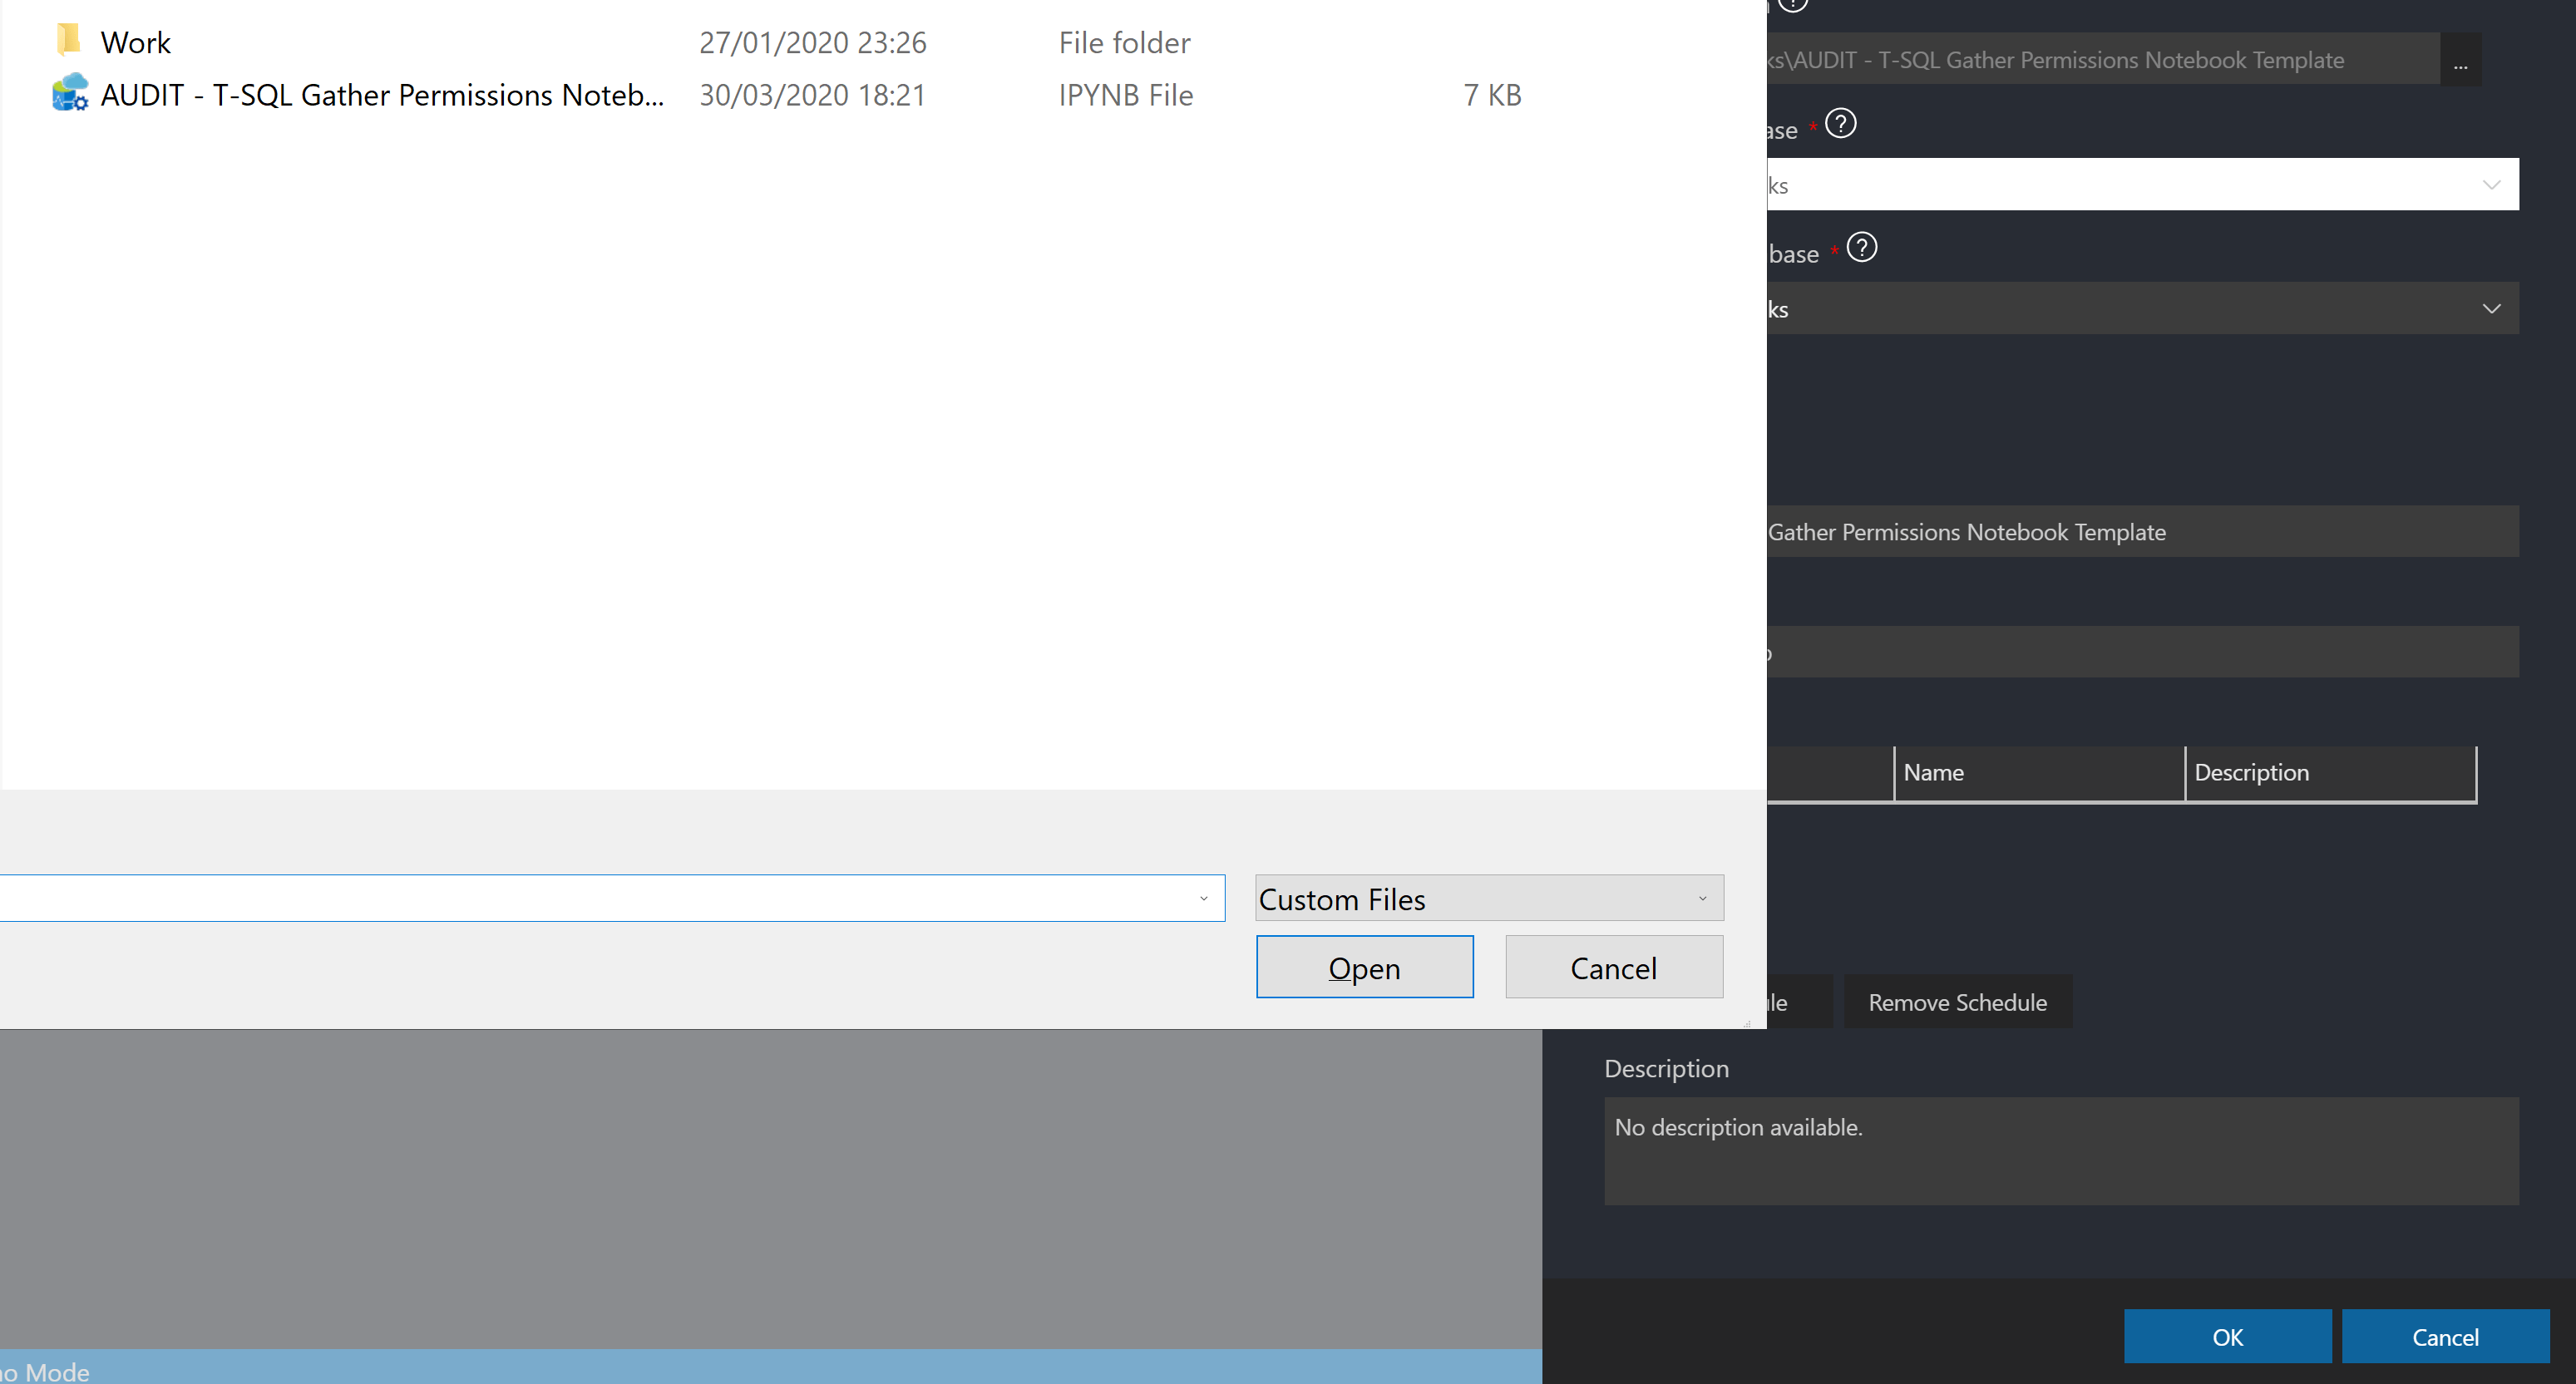 Work 27/01/2020 23:26 File folder
AUDIT - T-SQL Gather Permissions Noteb... 30/03/2020 18:21 IPYNB File 7 KB
Custom Files
Open Cancel
ks\AUDIT - T-SQL Gather Permissions Notebook Template ...
ase * ?
ks
base * ?
ks
Gather Permissions Notebook Template
Name Description
le Remove Schedule
Description
No description available.
OK Cancel
no Mode